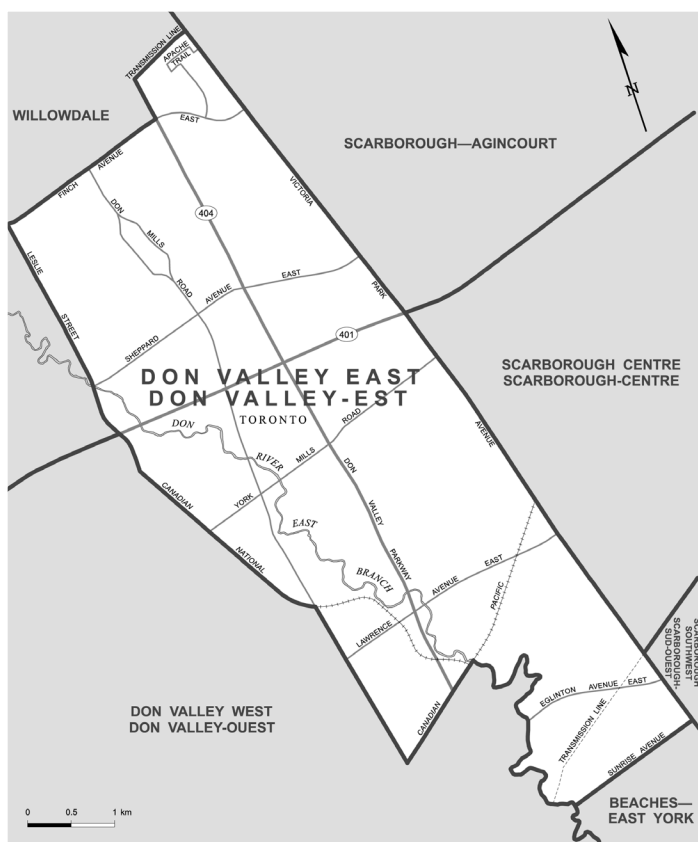 TRANSMISSION LINE
APACHE
TRAIL
WILLOWDALE
N
SCARBOROUGH—AGINCOURT
EAST
FINCH AVENUE
VICTORIA
PARK
AVENUE
DON
MILLS
ROAD
404
LESLIE
STREET
SHEPPARD AVENUE EAST
401
SCARBOROUGH CENTRE
SCARBOROUGH-CENTRE
DON VALLEY EAST
DON VALLEY-EST
TORONTO
DON
RIVER
EAST
BRANCH
YORK MILLS ROAD
DON
VALLEY
PARKWAY
CANADIAN
NATIONAL
LAWRENCE AVENUE EAST
CANADIAN
PACIFIC
SCARBOROUGH
SOUTHWEST
SCARBOROUGH-
SUD-OUEST
EGLINTON AVENUE EAST
TRANSMISSION LINE
SUNRISE AVENUE
DON VALLEY WEST
DON VALLEY-OUEST
BEACHES—
EAST YORK
0 0.5 1 km